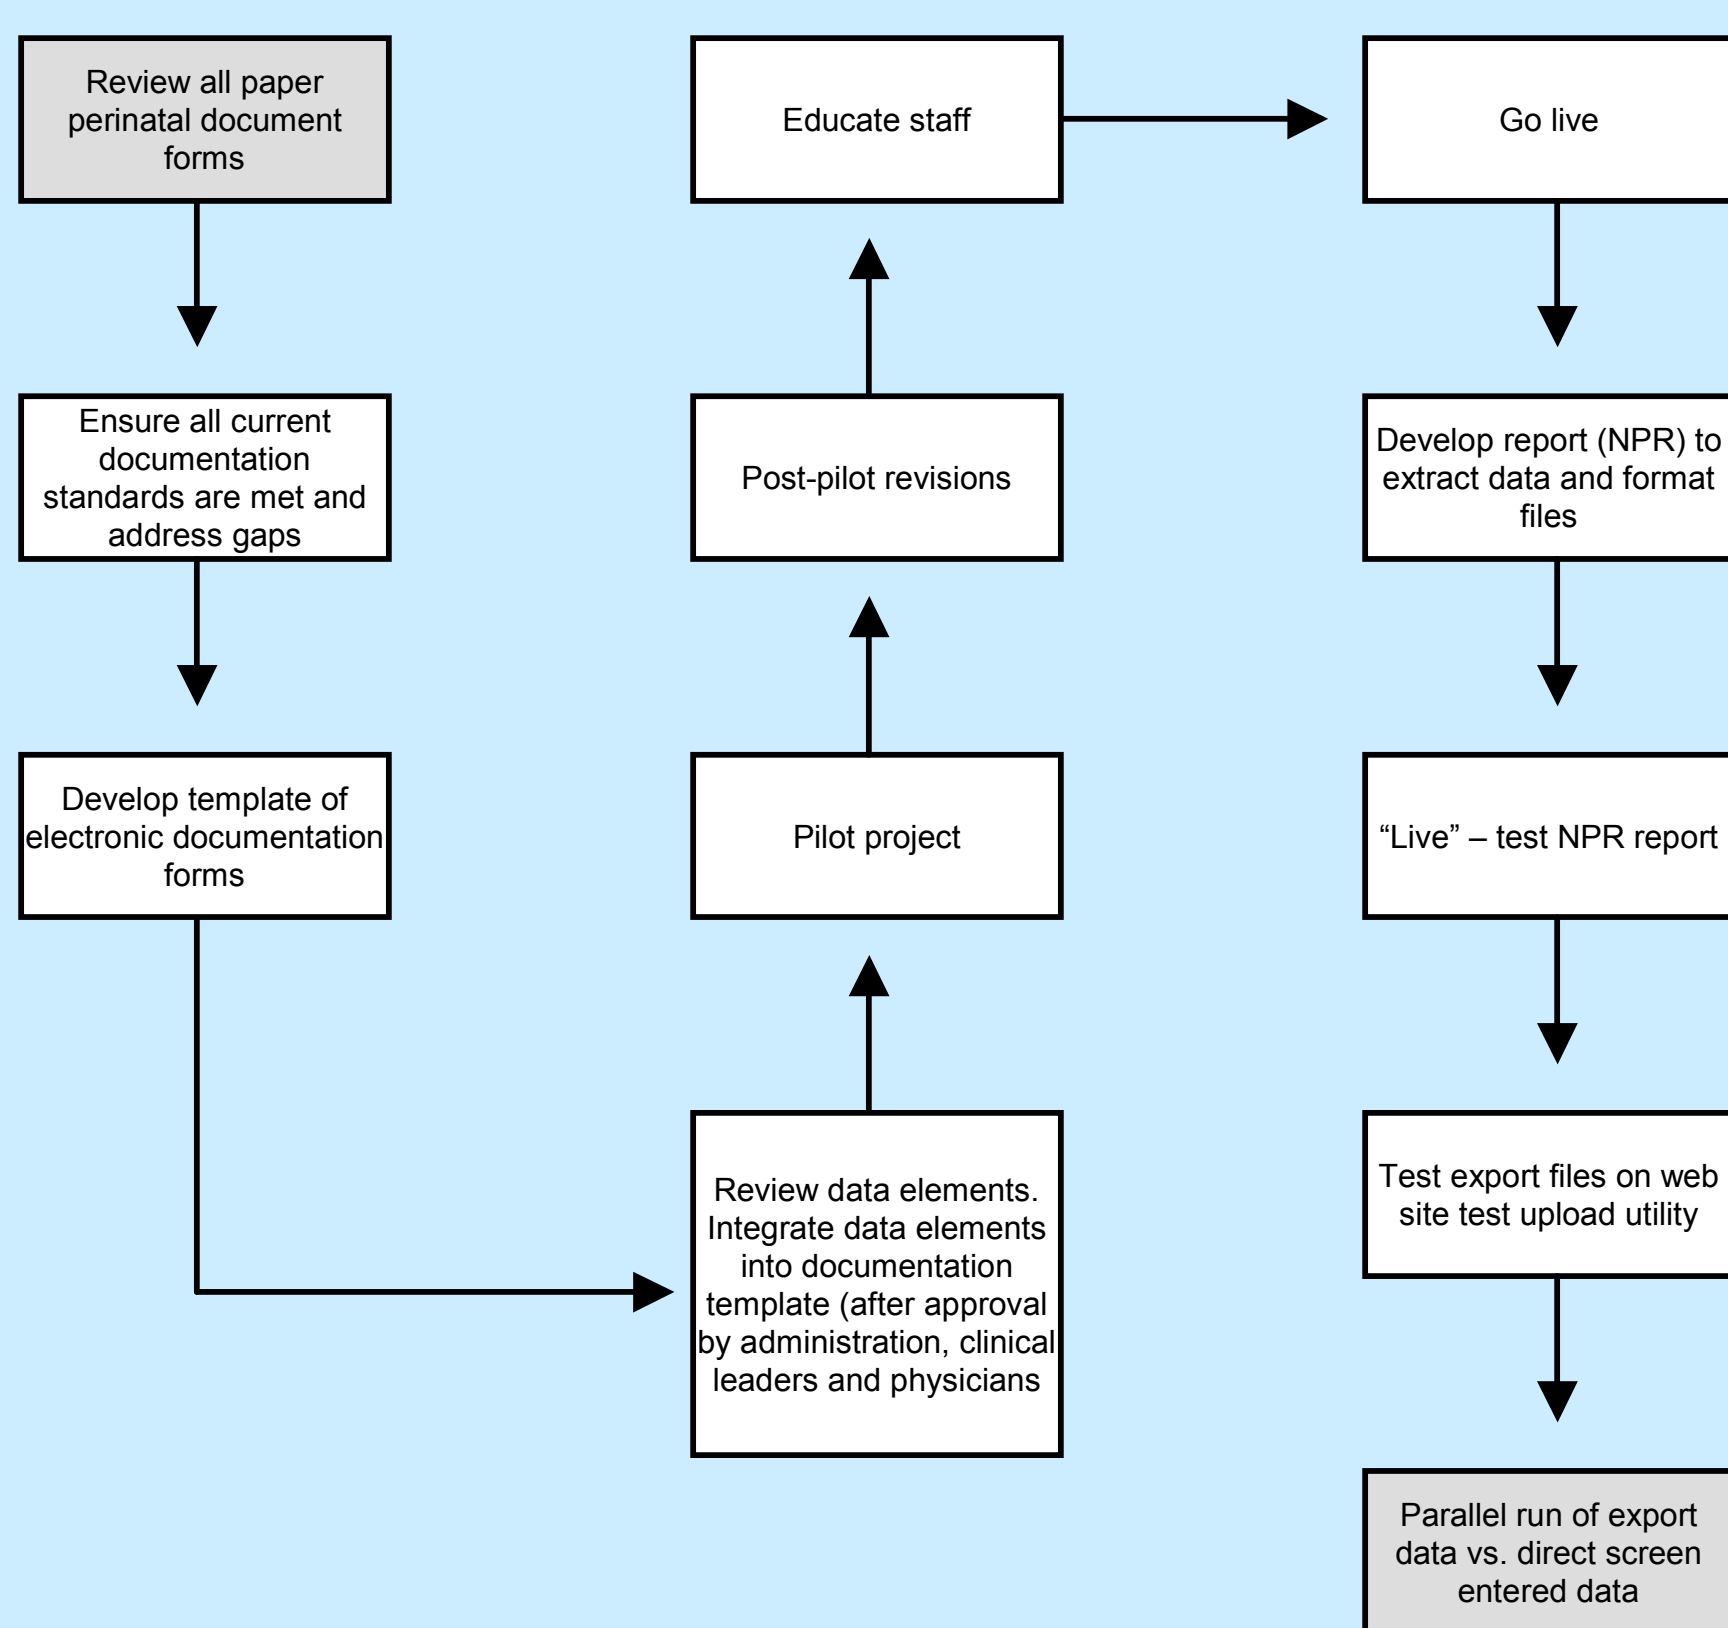 Review all paper
perinatal document
forms
Ensure all current
documentation
standards are met and
address gaps
Develop template of
electronic documentation
forms
Review data elements.
Integrate data elements
into documentation
template (after approval
by administration, clinical
leaders and physicians
Pilot project
Post-pilot revisions
Educate staff
Go live
Develop report (NPR) to
extract data and format
files
“Live” – test NPR report
Test export files on web
site test upload utility
Parallel run of export
data vs. direct screen
entered data